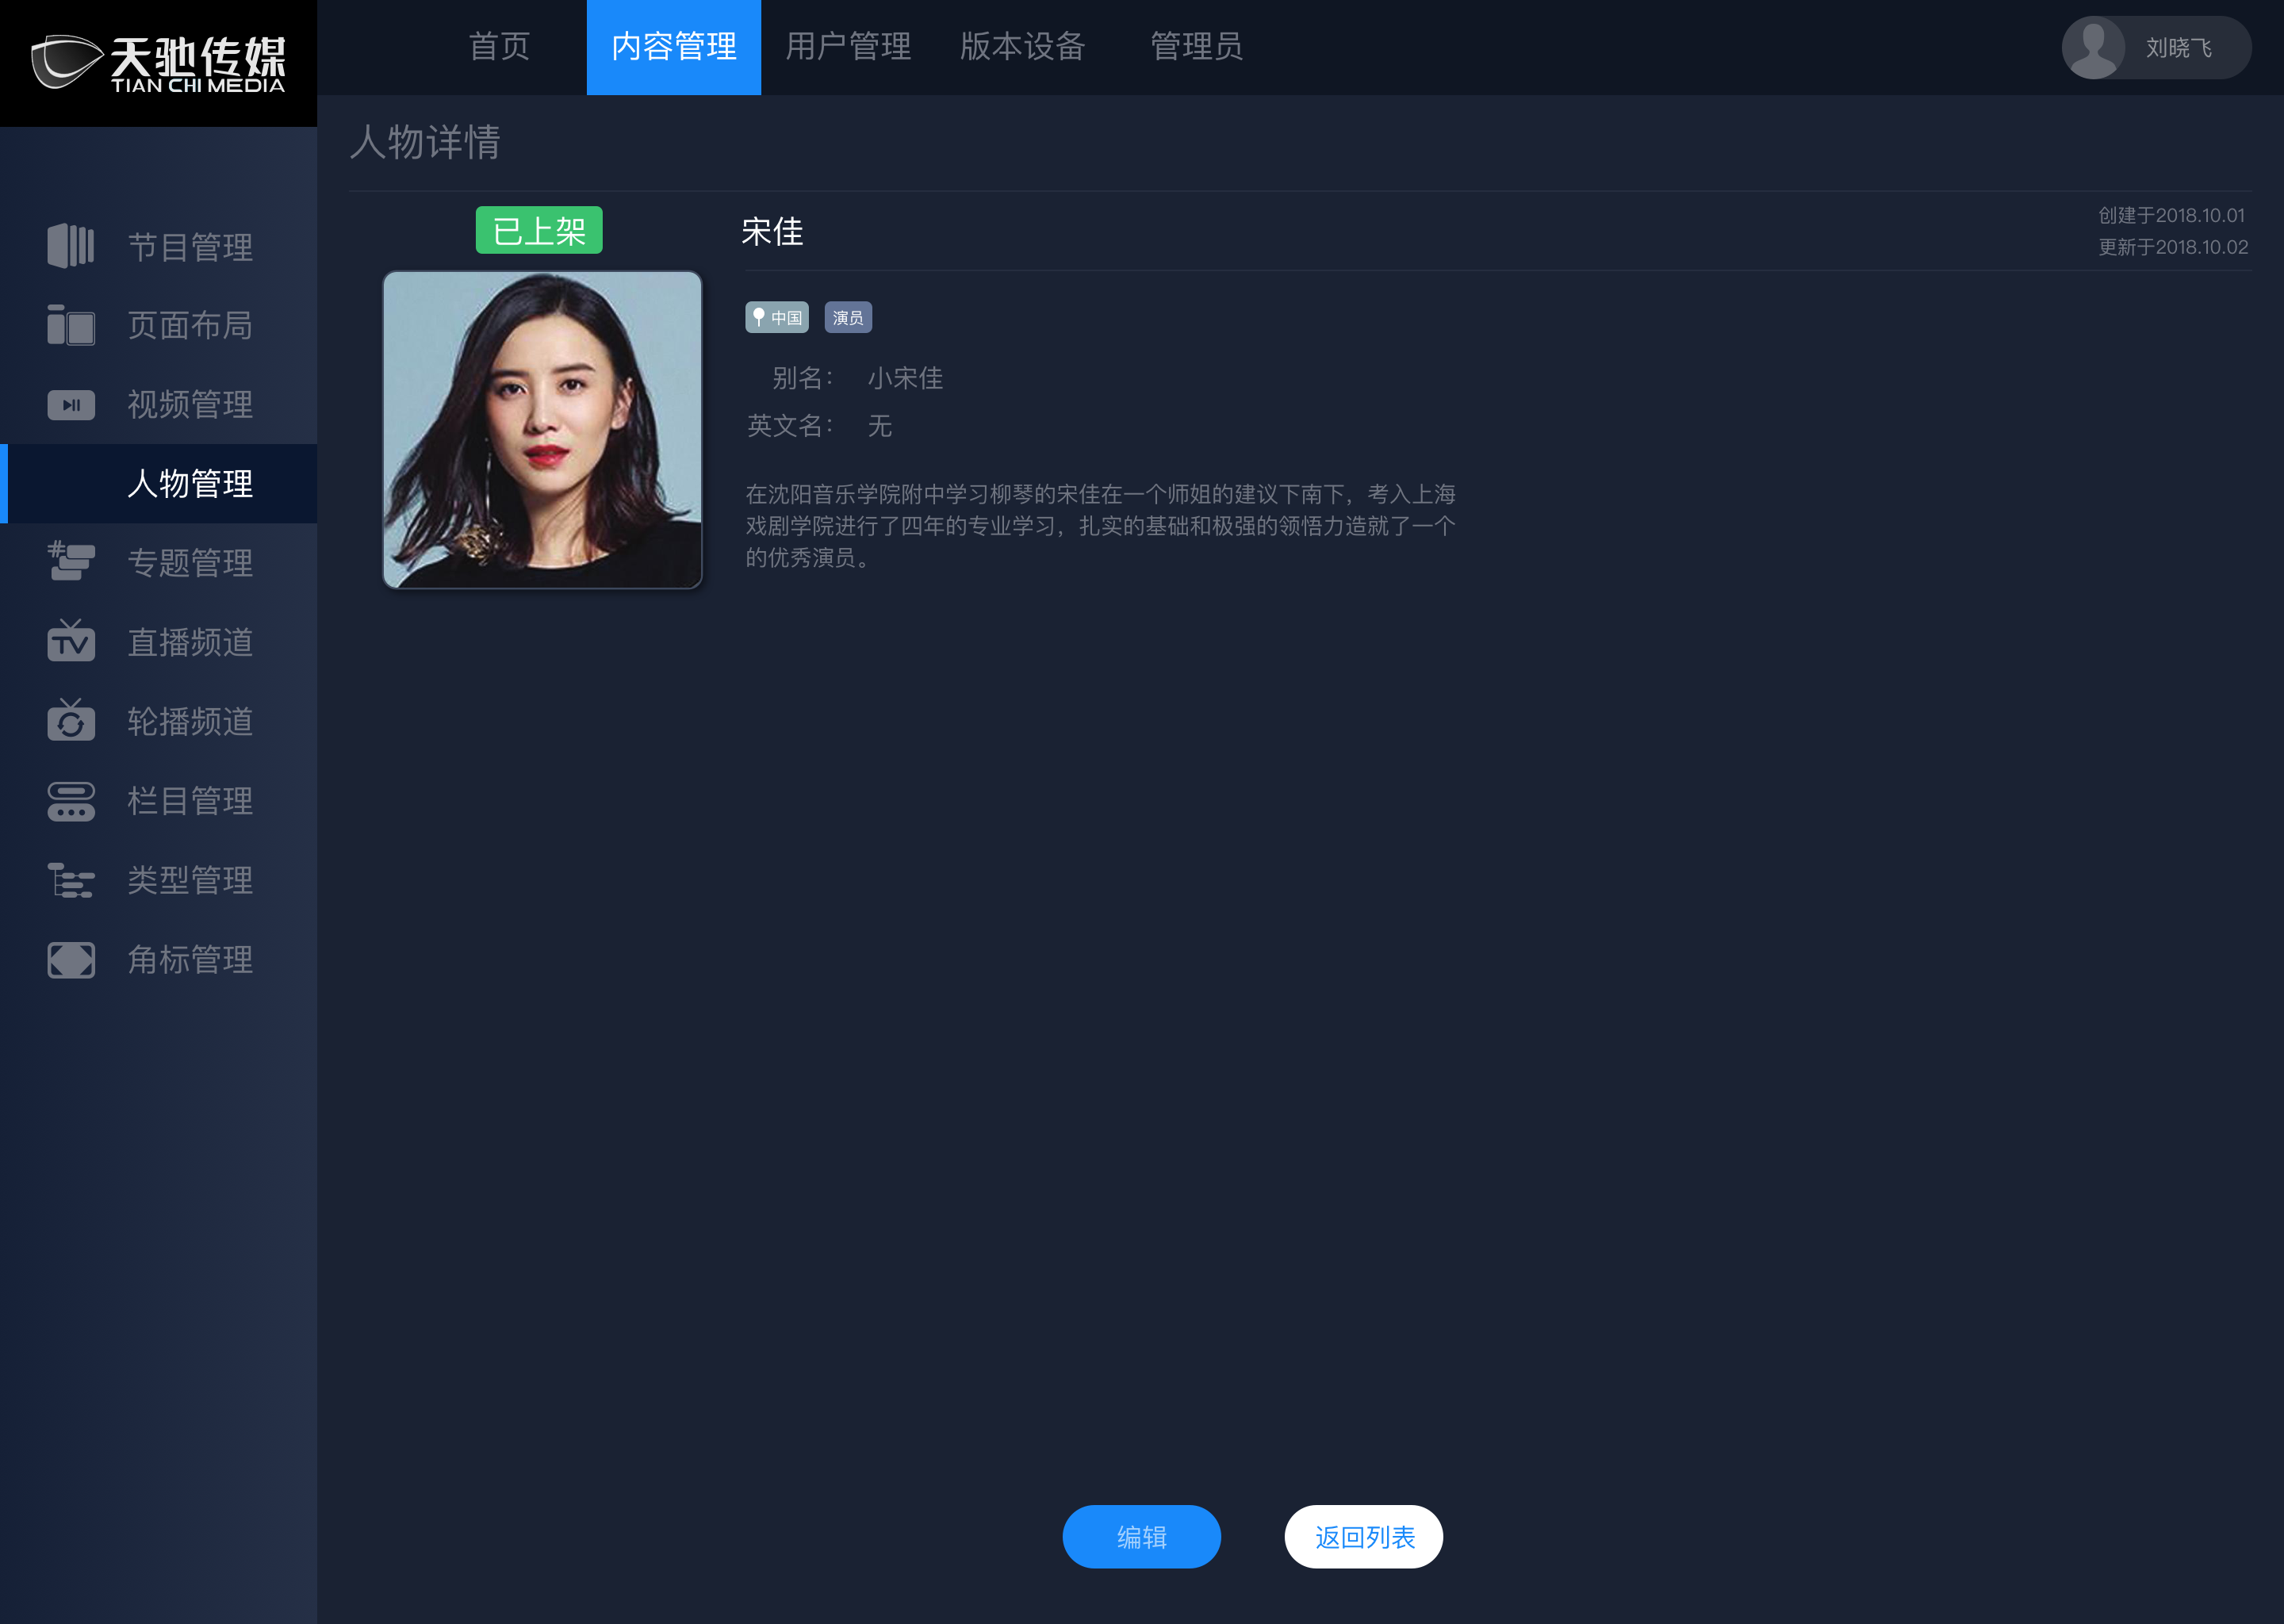 天驰传媒
TIAN CHI MEDIA
首页
内容管理
用户管理
版本设备
管理员
刘晓飞
节目管理
页面布局
视频管理
人物管理
专题管理
TV
直播频道
轮播频道
栏目管理
类型管理
角标管理
人物详情
已上架
宋佳
创建于2018.10.01
更新于2018.10.02
中国
演员
别名： 小宋佳
英文名： 无
在沈阳音乐学院附中学习柳琴的宋佳在一个师姐的建议下南下，考入上海
戏剧学院进行了四年的专业学习，扎实的基础和极强的领悟力造就了一个
的优秀演员。
编辑
返回列表